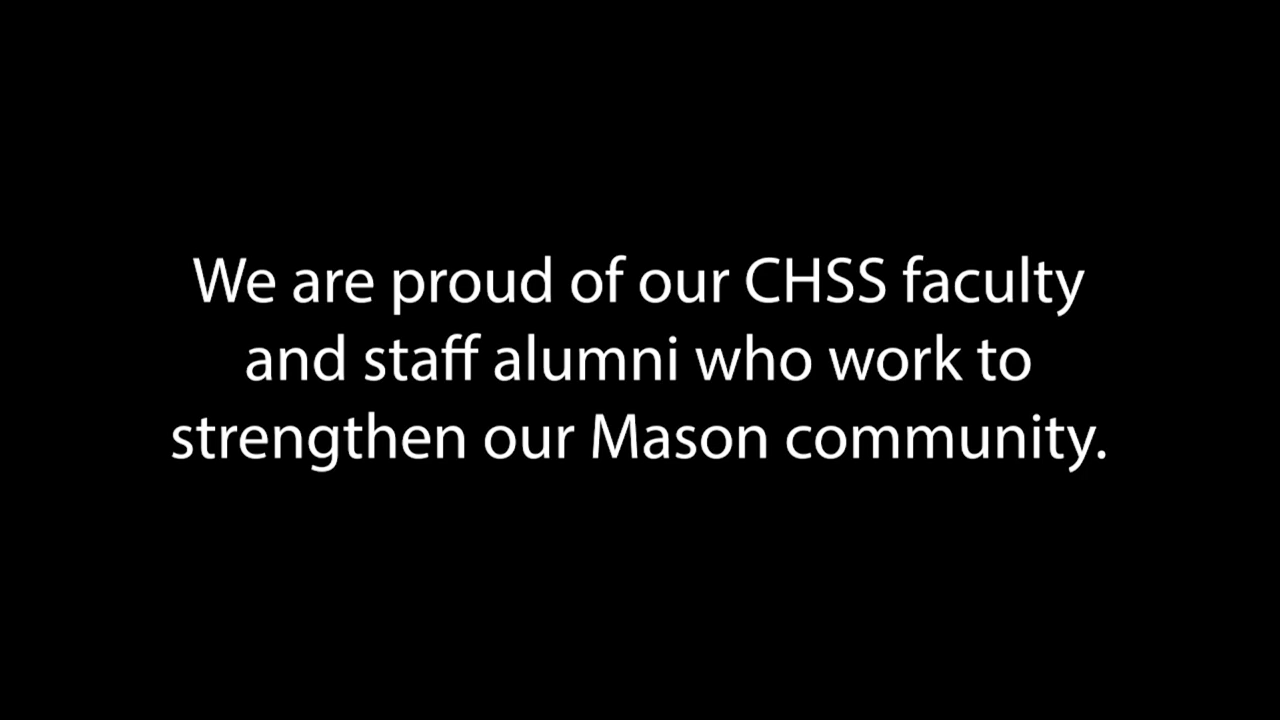 We are proud of our CHSS faculty
and staff alumni who work to
strengthen our Mason community.